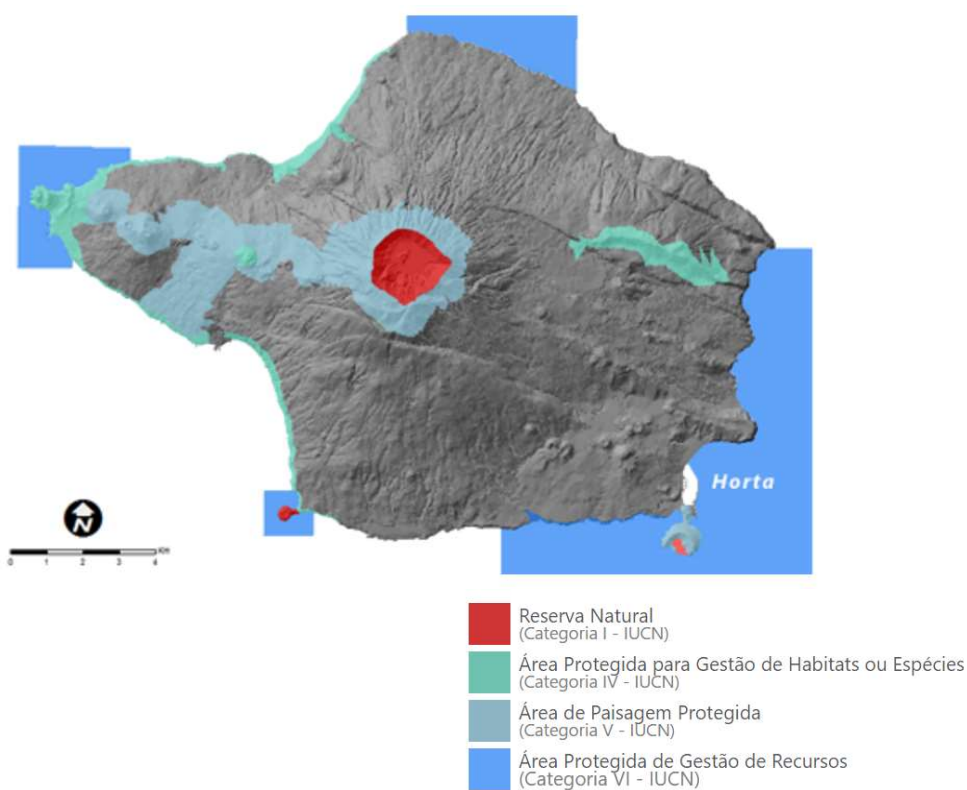 Horta
N
0 1 2 3 4 KM
Reserva Natural
(Categoria I - IUCN)
Área Protegida para Gestão de Habitats ou Espécies
(Categoria IV - IUCN)
Área de Paisagem Protegida
(Categoria V - IUCN)
Área Protegida de Gestão de Recursos
(Categoria VI - IUCN)